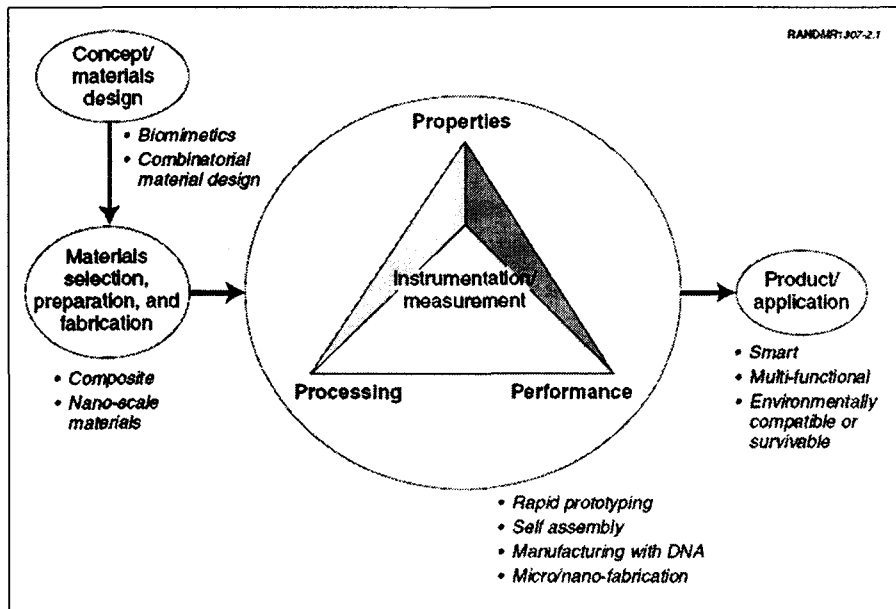 RANDMR1307-2.1
Concept/
materials
design
• Biomimetics
• Combinatorial
material design
Materials
selection,
preparation, and
fabrication
• Composite
• Nano-scale
materials
Properties
Instrumentation/
measurement
Processing
Performance
• Rapid prototyping
• Self assembly
• Manufacturing with DNA
• Micro/nano-fabrication
Product/
application
• Smart
• Multi-functional
• Environmentally
compatible or
survivable